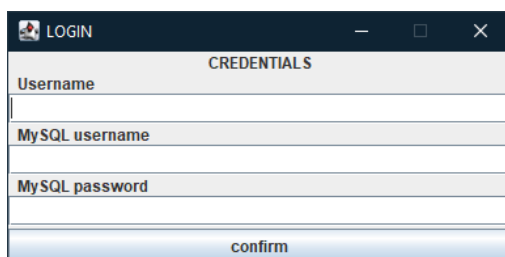 LOGIN
CREDENTIALS
Username
MySQL username
MySQL password
confirm